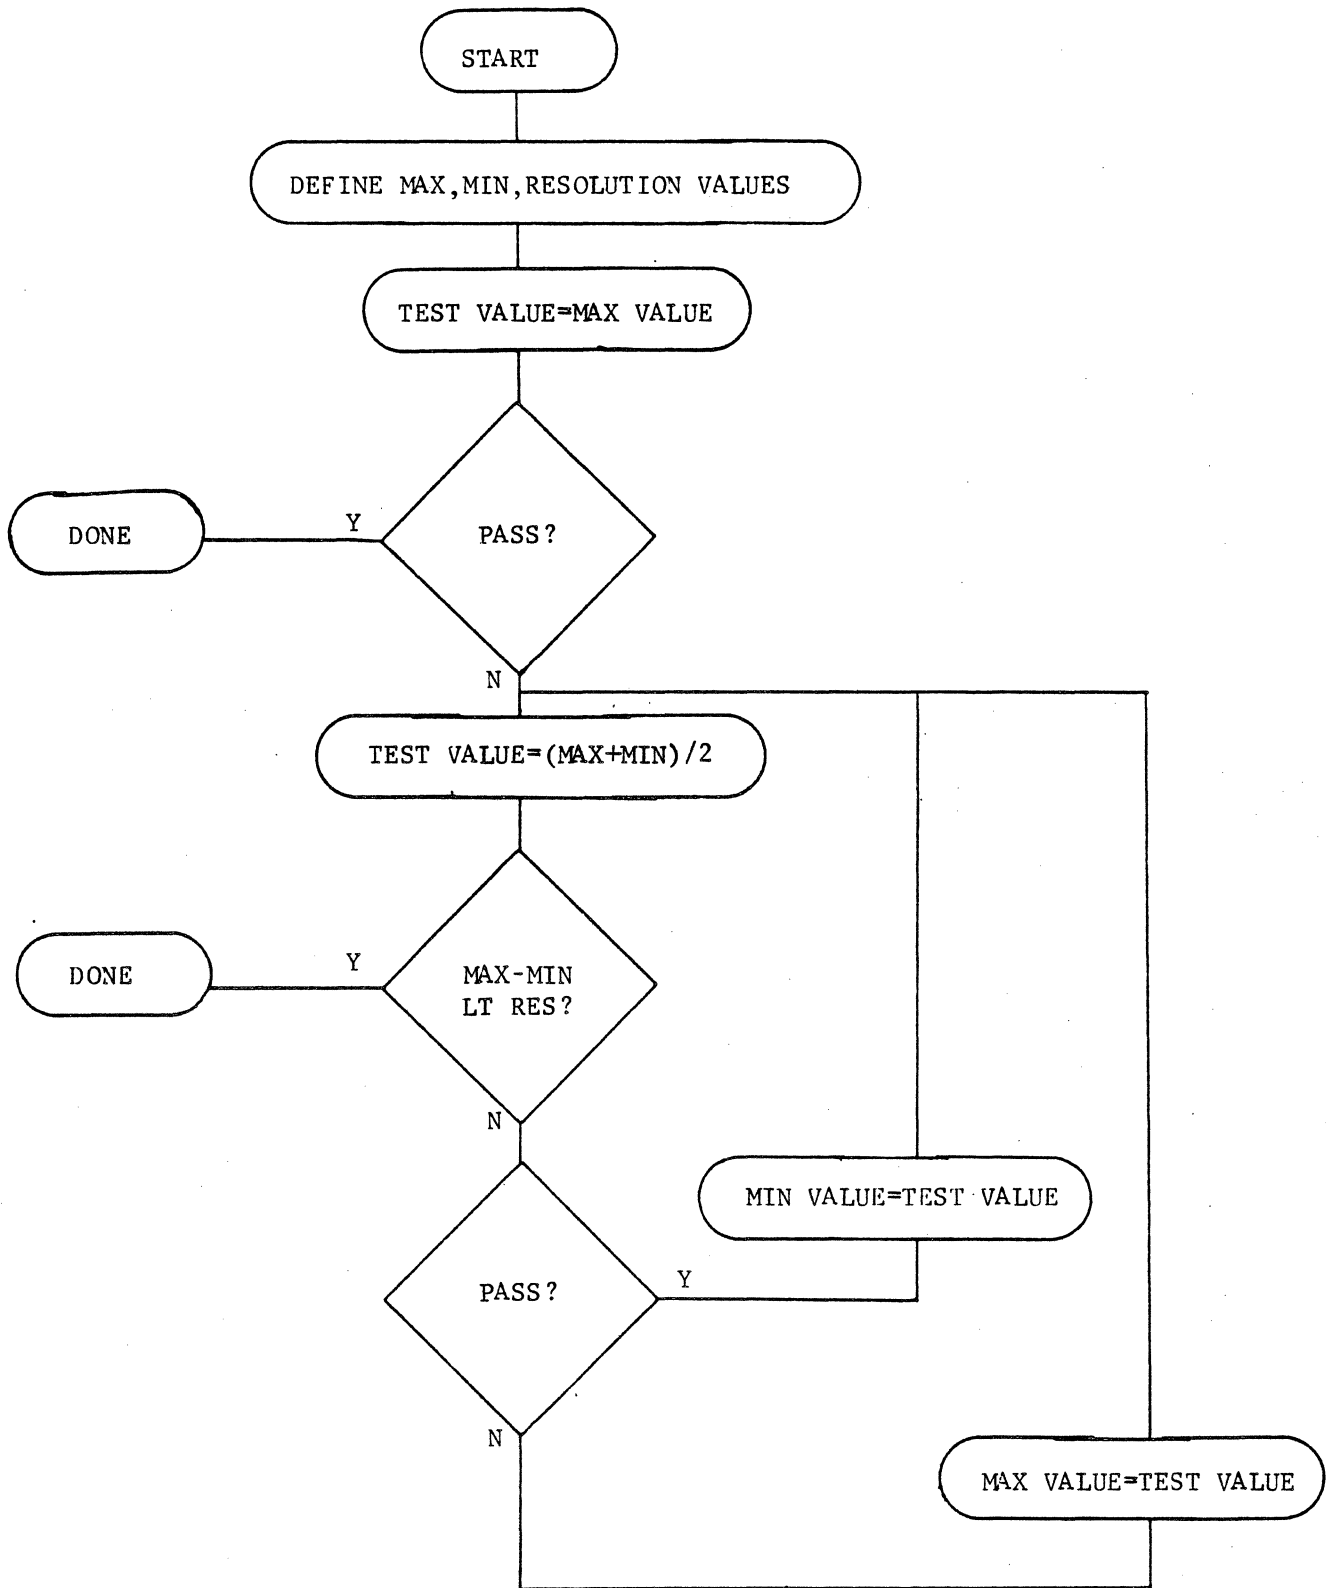 START
DEFINE MAX,MIN,RESOLUTION VALUES
TEST VALUE=MAX VALUE
PASS?
Y
DONE
N
TEST VALUE=(MAX+MIN)/2
Y
DONE
MAX-MIN
LT RES?
N
MIN VALUE=TEST VALUE
PASS?
Y
N
MAX VALUE=TEST VALUE